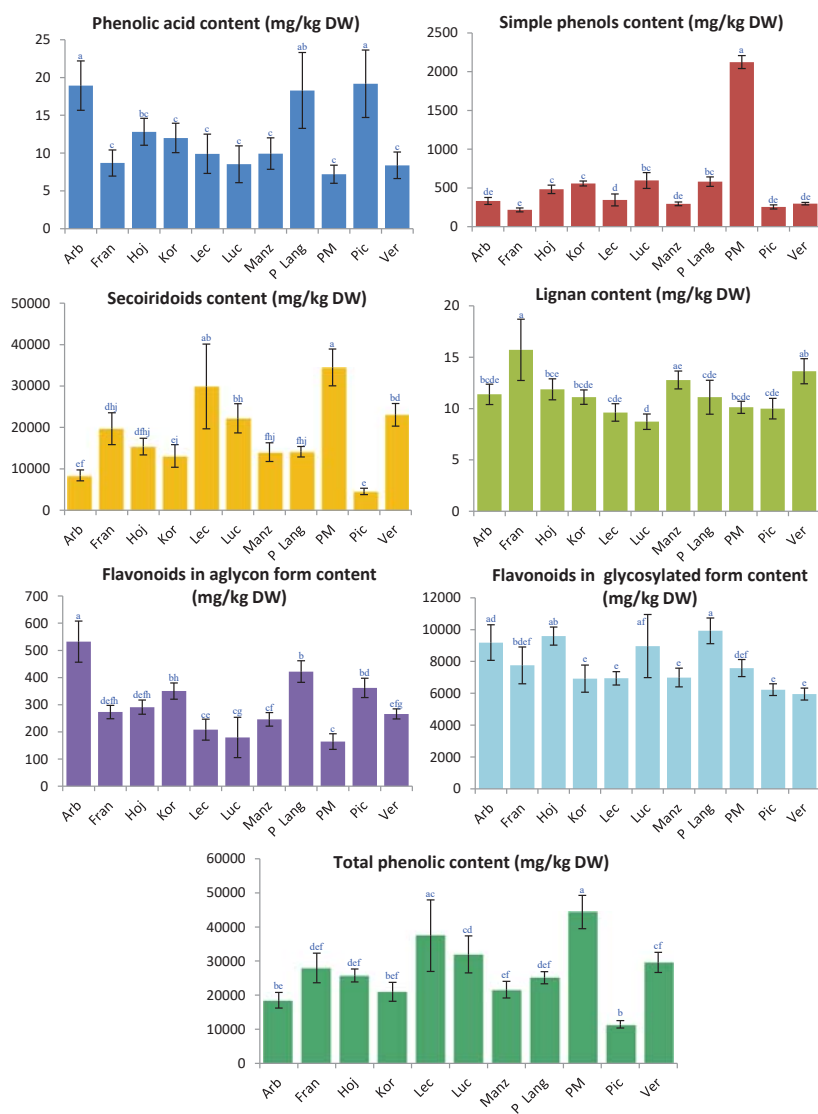 Phenolic acid content (mg/kg DW)
25
20
15
10
5
0
a
c
bc
c
c
c
c
ab
c
a
c
Arb
Fran
Hoj
Kor
Lec
Luc
Manz
P Lang
PM
Pic
Ver
Simple phenols content (mg/kg DW)
2500
2000
1500
1000
500
0
de
e
c
c
d
bc
de
bc
a
de
de
Arb
Fran
Hoj
Kor
Lec
Luc
Manz
P Lang
PM
Pic
Ver
Secoiridoids content (mg/kg DW)
50000
40000
30000
20000
10000
0
ef
dhj
dfhj
ej
ab
bh
fhj
fhj
a
e
bd
Arb
Fran
Hoj
Kor
Lec
Luc
Manz
P Lang
PM
Pic
Ver
Lignan content (mg/kg DW)
20
15
10
5
0
bcde
a
bce
bcde
cde
d
ae
cde
bcde
cde
ab
Arb
Fran
Hoj
Kor
Lec
Luc
Manz
P Lang
PM
Pic
Ver
Flavonoids in aglycon form content
(mg/kg DW)
700
600
500
400
300
200
100
0
a
defh
defh
bh
ce
cg
cf
b
c
bd
efg
Arb
Fran
Hoj
Kor
Lec
Luc
Manz
P Lang
PM
Pic
Ver
Flavonoids in glycosylated form content
(mg/kg DW)
12000
10000
8000
6000
4000
2000
0
ad
bdef
ab
e
e
af
e
a
def
e
e
Arb
Fran
Hoj
Kor
Lec
Luc
Manz
P Lang
PM
Pic
Ver
Total phenolic content (mg/kg DW)
60000
50000
40000
30000
20000
10000
0
be
def
def
bef
ac
cd
ef
def
a
b
cf
Arb
Fran
Hoj
Kor
Lec
Luc
Manz
P Lang
PM
Pic
Ver